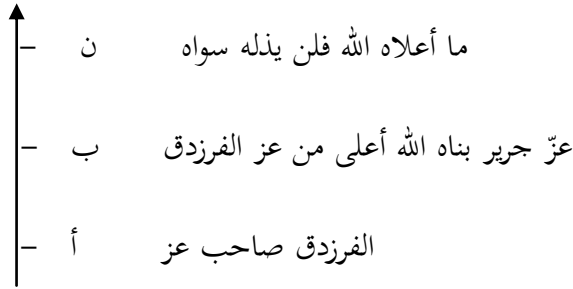 ما أعلاه الله فلن يذله سواه ن –
عزّ جرير بناه الله أعلى من عز الفرزدق ب –
الفرزدق صاحب عز أ –